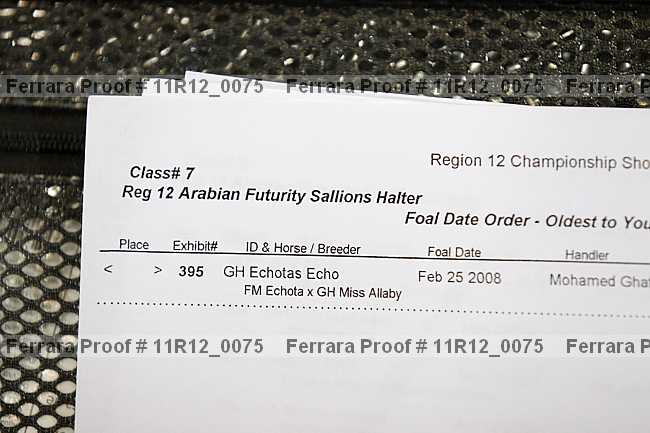 Ferrara Proof # 11R12_0075 Ferrara Proof # 11R12_0075
Region 12 Championship Sho
Class# 7
Reg 12 Arabian Futurity Sallions Halter
Foal Date Order - Oldest to You
Place Exhibit# ID & Horse / Breeder Foal Date Handler
< > 395 GH Echotas Echo Feb 25 2008 Mohamed Gha
FM Echota x GH Miss Allaby
Ferrara Proof # 11R12_0075 Ferrara Proof # 11R12_0075 Ferrara P